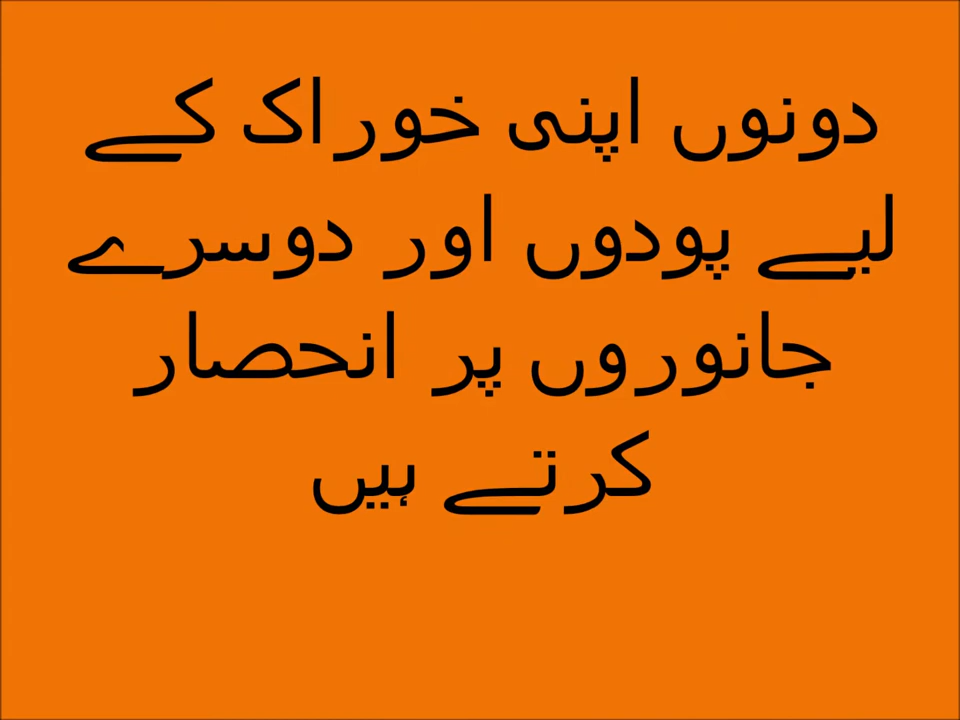 دونوں اپنی خوراک کے
لیے پودوں اور دوسرے
جانوروں پر انحصار
کرتے ہیں